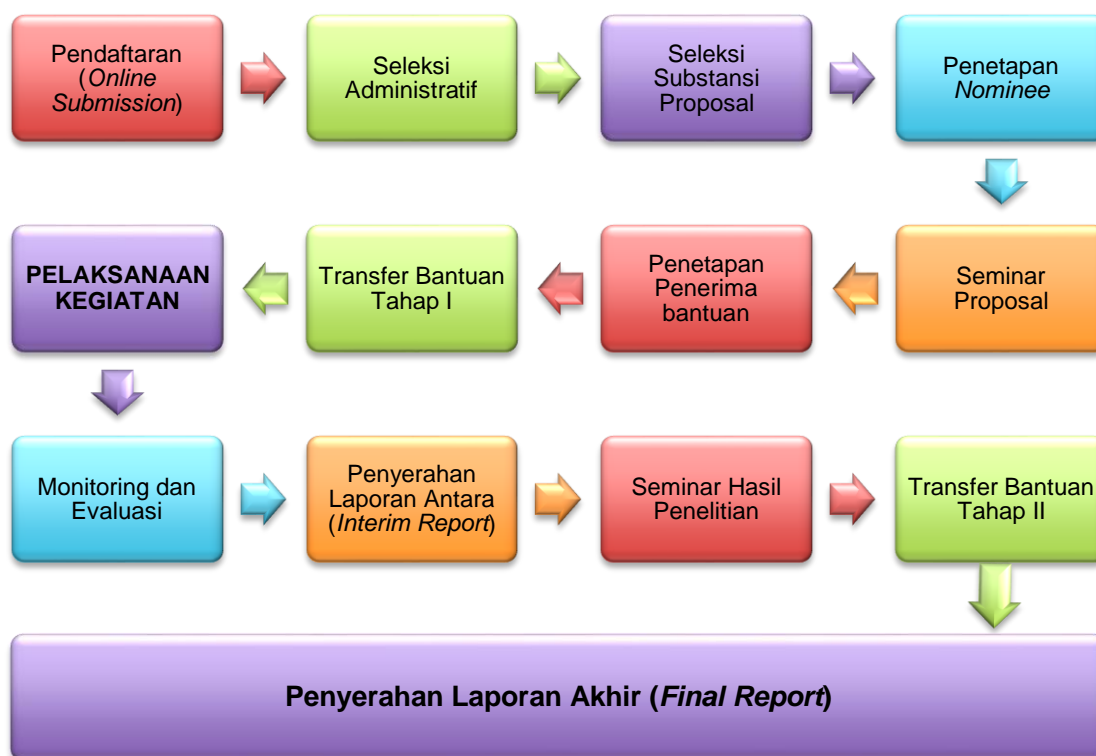 Pendaftaran
(Online
Submission)
Seleksi
Administratif
Seleksi
Substansi
Proposal
Penetapan
Nominee
PELAKSANAAN
KEGIATAN
Transfer Bantuan
Tahap I
Penetapan
Penerima
bantuan
Seminar
Proposal
Monitoring dan
Evaluasi
Penyerahan
Laporan Antara
(Interim Report)
Seminar Hasil
Penelitian
Transfer Bantuan
Tahap II
Penyerahan Laporan Akhir (Final Report)